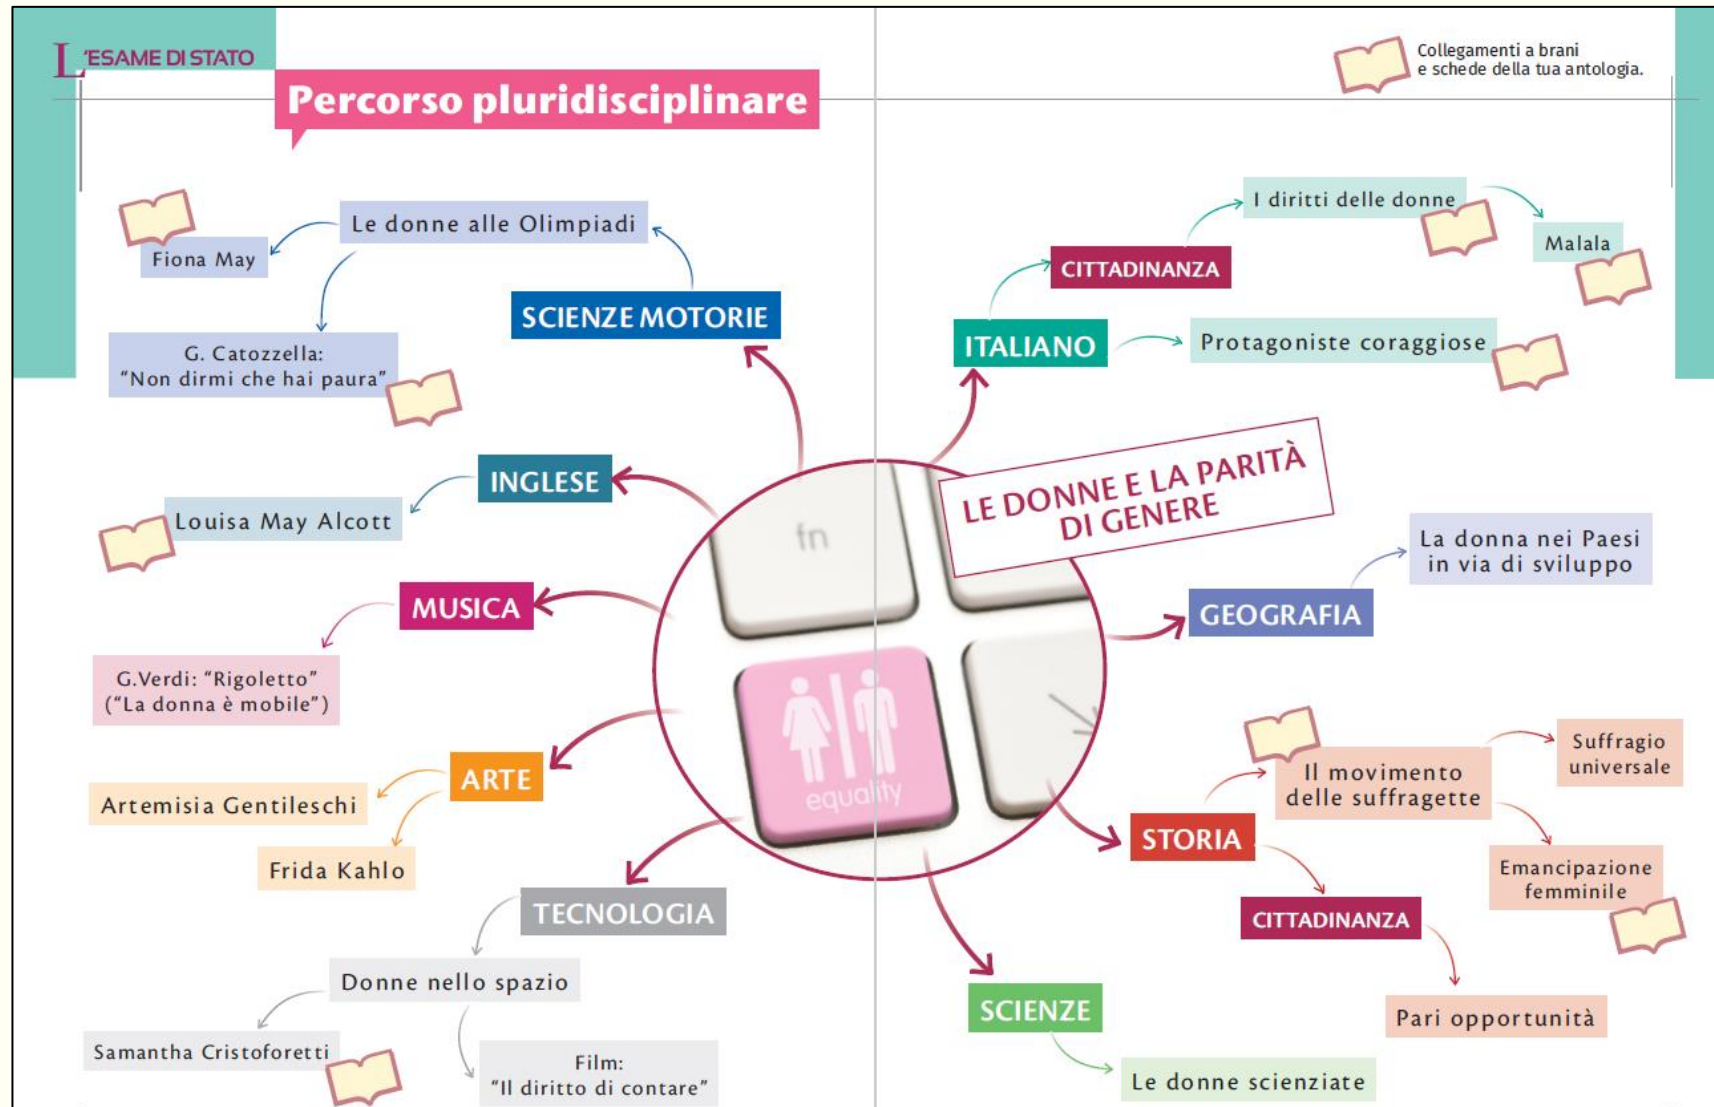 L'ESAME DI STATO
Percorso pluridisciplinare
Collegamenti a brani
e schede della tua antologia.
Le donne alle Olimpiadi
Fiona May
SCIENZE MOTORIE
G. Catozzella:
"Non dirmi che hai paura"
INGLESE
Louisa May Alcott
MUSICA
G.Verdi: "Rigoletto"
("La donna è mobile")
ARTE
Artemisia Gentileschi
Frida Kahlo
TECNOLOGIA
Donne nello spazio
Samantha Cristoforetti
Film:
"Il diritto di contare"
fn
equality
LE DONNE E LA PARITÀ
DI GENERE
I diritti delle donne
Malala
CITTADINANZA
ITALIANO
Protagoniste coraggiose
La donna nei Paesi
in via di sviluppo
GEOGRAFIA
Suffragio
universale
Il movimento
delle suffragette
STORIA
Emancipazione
femminile
CITTADINANZA
Pari opportunità
SCIENZE
Le donne scienziate